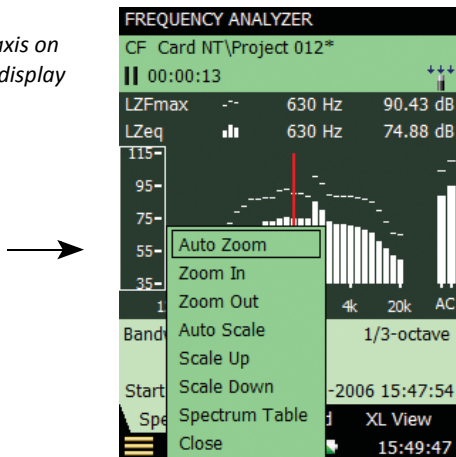 axis on
display
FREQUENCY ANALYZER
CF Card NT\Project 012*
00:00:13
LZFmax 630 Hz 90.43 dB
LZeq 630 Hz 74.88 dB
115
95
75
55
35
4k 20k AC
Auto Zoom
Zoom In
Zoom Out
Auto Scale
Scale Up
Scale Down
Spectrum Table
Close
1/3-octave
Start -2006 15:47:54
XL View
15:49:47